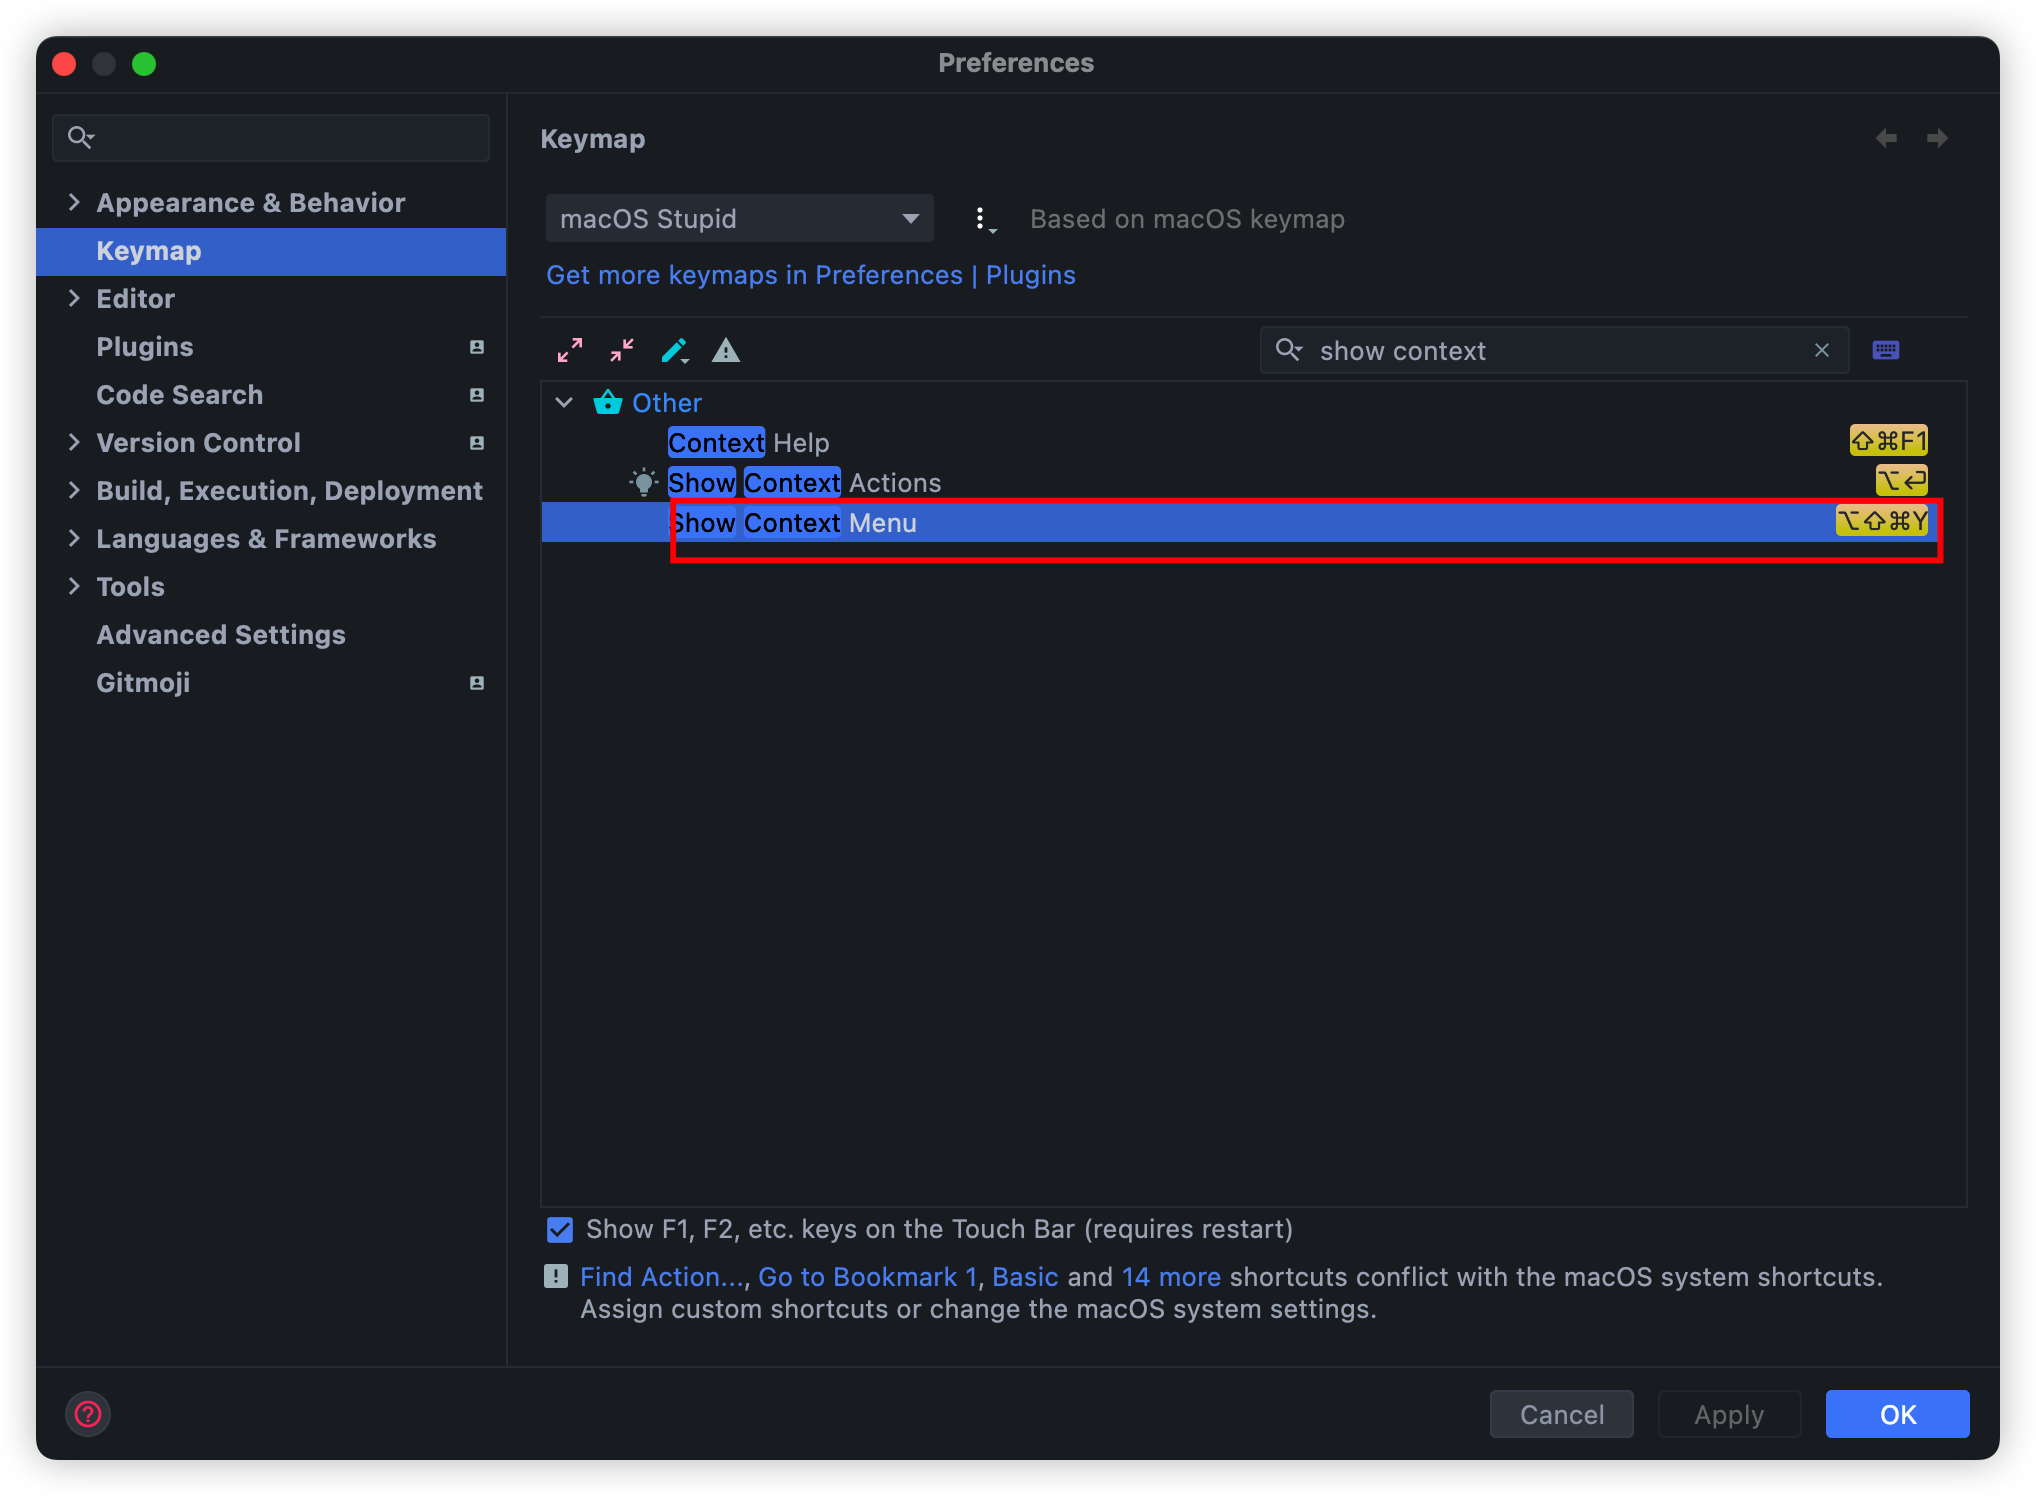 Preferences
Keymap
Appearance & Behavior
Keymap
Editor
Plugins
Code Search
Version Control
Build, Execution, Deployment
Languages & Frameworks
Tools
Advanced Settings
Gitmoji
macOS Stupid
Based on macOS keymap
Get more keymaps in Preferences | Plugins
show context
Other
Context Help ⇧⌘F1
Show Context Actions ⌥↩
Show Context Menu ⌥⇧⌘Y
Show F1, F2, etc. keys on the Touch Bar (requires restart)
Find Action..., Go to Bookmark 1, Basic and 14 more shortcuts conflict with the macOS system shortcuts.
Assign custom shortcuts or change the macOS system settings.
Cancel
Apply
OK